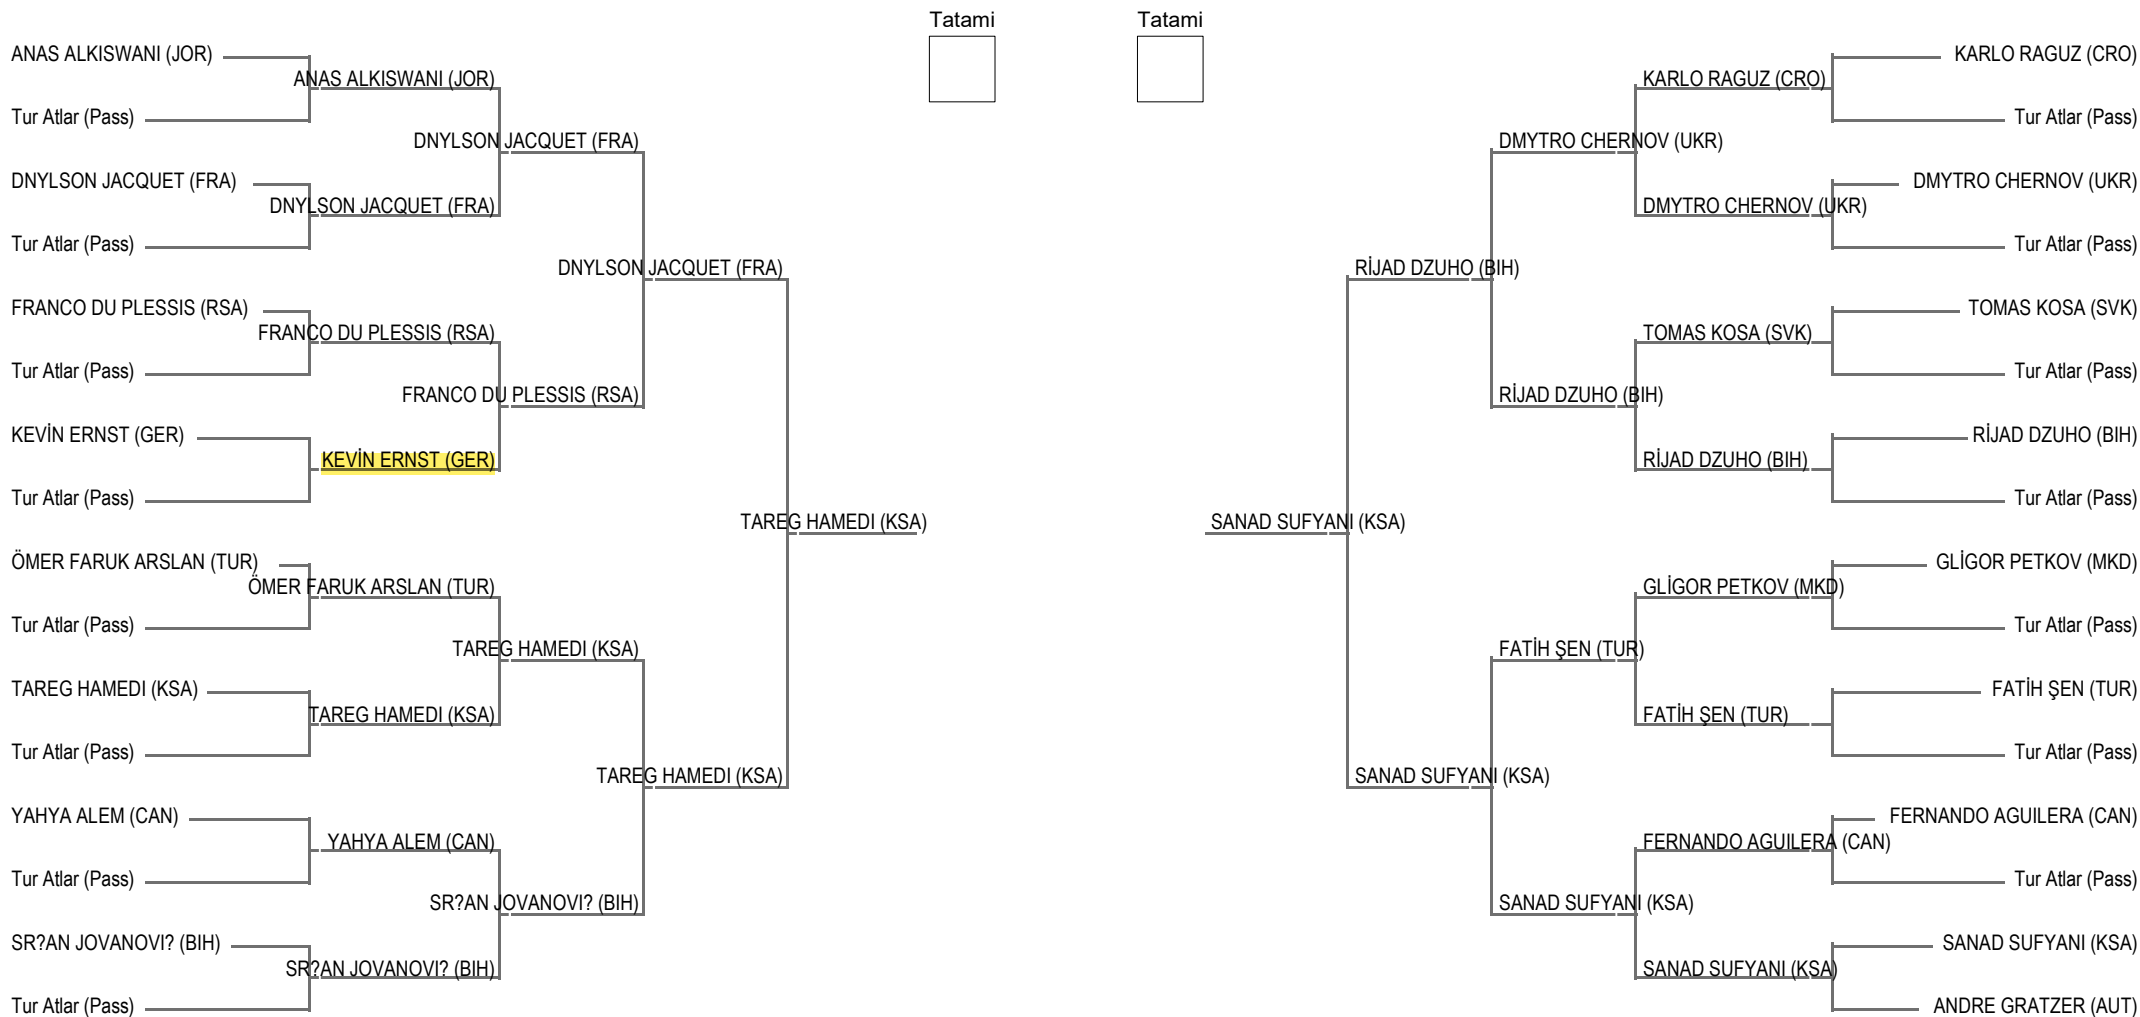 Tatami
Tatami
ANAS ALKISWANI (JOR)
Tur Atlar (Pass)
DNYLSON JACQUET (FRA)
Tur Atlar (Pass)
FRANCO DU PLESSIS (RSA)
Tur Atlar (Pass)
KEVİN ERNST (GER)
Tur Atlar (Pass)
ÖMER FARUK ARSLAN (TUR)
Tur Atlar (Pass)
TAREG HAMEDI (KSA)
Tur Atlar (Pass)
YAHYA ALEM (CAN)
Tur Atlar (Pass)
SR?AN JOVANOVI? (BIH)
Tur Atlar (Pass)
ANAS ALKISWANI (JOR)
DNYLSON JACQUET (FRA)
FRANCO DU PLESSIS (RSA)
KEVİN ERNST (GER)
ÖMER FARUK ARSLAN (TUR)
TAREG HAMEDI (KSA)
YAHYA ALEM (CAN)
SR?AN JOVANOVI? (BIH)
DNYLSON JACQUET (FRA)
FRANCO DU PLESSIS (RSA)
TAREG HAMEDI (KSA)
SR?AN JOVANOVI? (BIH)
DNYLSON JACQUET (FRA)
TAREG HAMEDI (KSA)
TAREG HAMEDI (KSA)
SANAD SUFYANI (KSA)
RİJAD DZUHO (BIH)
SANAD SUFYANI (KSA)
DMYTRO CHERNOV (UKR)
RİJAD DZUHO (BIH)
FATİH ŞEN (TUR)
SANAD SUFYANI (KSA)
KARLO RAGUZ (CRO)
DMYTRO CHERNOV (UKR)
TOMAS KOSA (SVK)
RİJAD DZUHO (BIH)
GLİGOR PETKOV (MKD)
FATİH ŞEN (TUR)
FERNANDO AGUILERA (CAN)
SANAD SUFYANI (KSA)
KARLO RAGUZ (CRO)
Tur Atlar (Pass)
DMYTRO CHERNOV (UKR)
Tur Atlar (Pass)
TOMAS KOSA (SVK)
Tur Atlar (Pass)
RİJAD DZUHO (BIH)
Tur Atlar (Pass)
GLİGOR PETKOV (MKD)
Tur Atlar (Pass)
FATİH ŞEN (TUR)
Tur Atlar (Pass)
FERNANDO AGUILERA (CAN)
Tur Atlar (Pass)
SANAD SUFYANI (KSA)
ANDRE GRATZER (AUT)